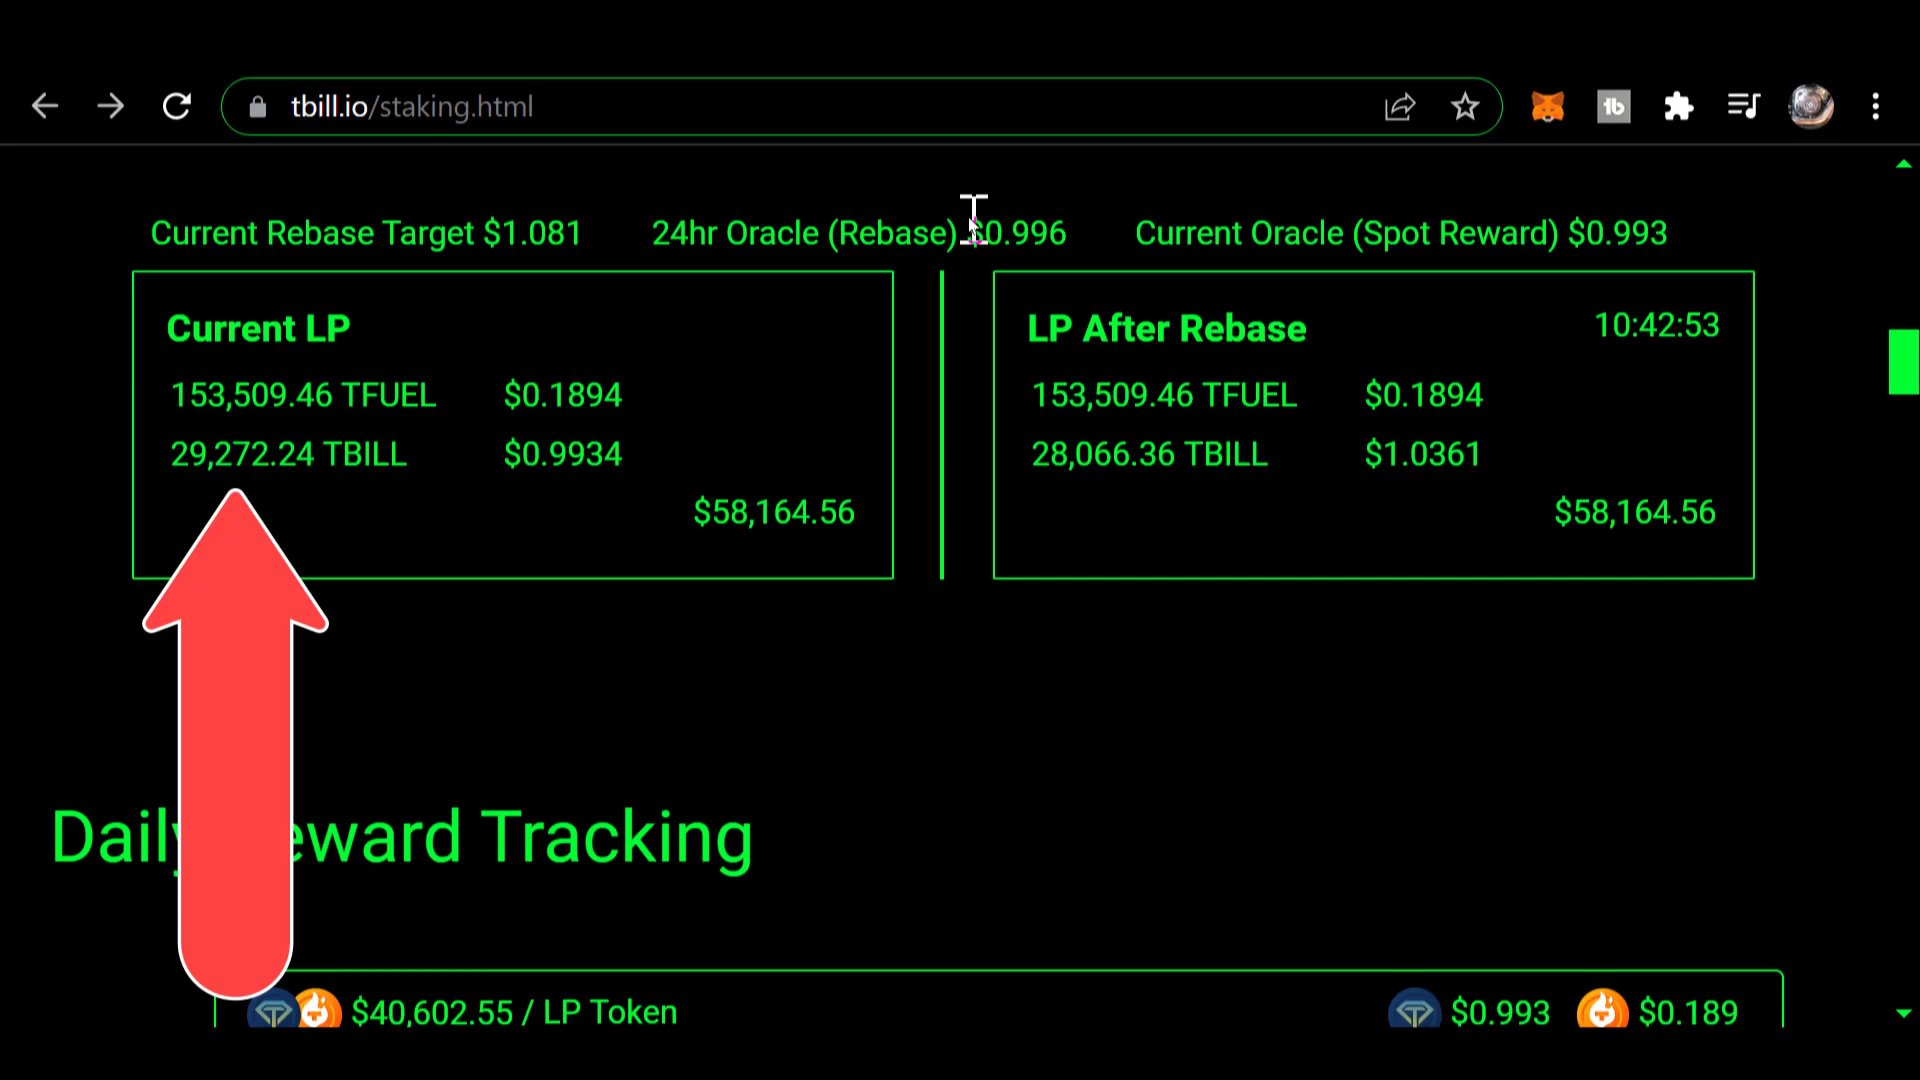 tbill.io/staking.html
Current Rebase Target $1.081 24hr Oracle (Rebase) $0.996 Current Oracle (Spot Reward) $0.993
Current LP
153,509.46 TFUEL $0.1894
29,272.24 TBILL $0.9934
$58,164.56
LP After Rebase 10:42:53
153,509.46 TFUEL $0.1894
28,066.36 TBILL $1.0361
$58,164.56
Daily Reward Tracking
$40,602.55 / LP Token $0.993 $0.189